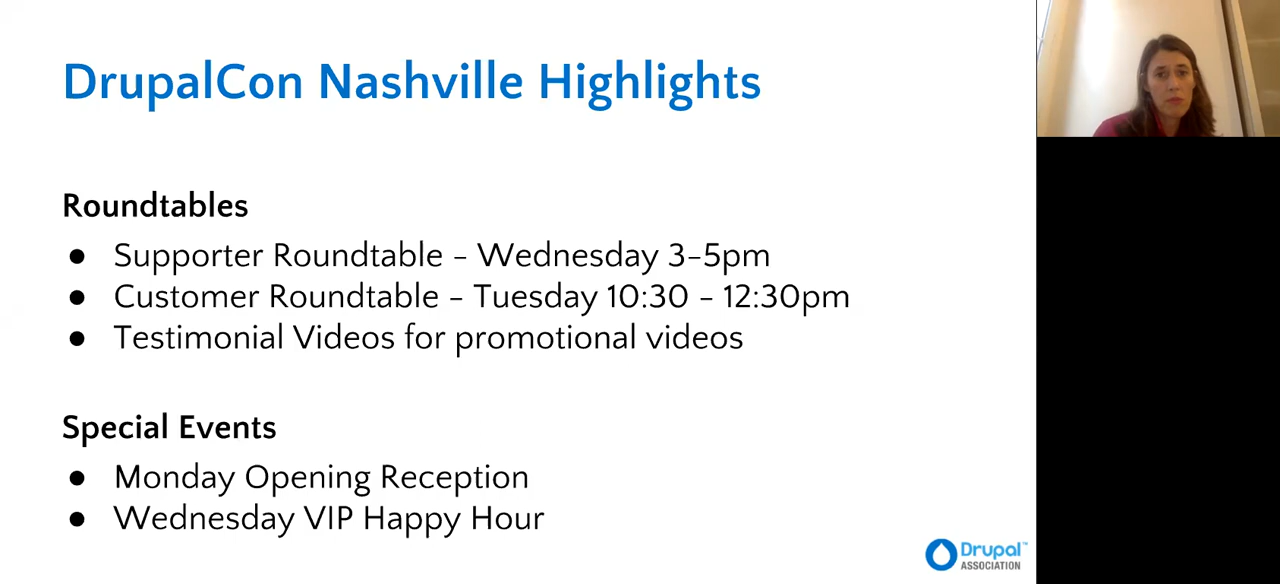 DrupalCon Nashville Highlights
Roundtables
● Supporter Roundtable – Wednesday 3–5pm
● Customer Roundtable – Tuesday 10:30 – 12:30pm
● Testimonial Videos for promotional videos
Special Events
● Monday Opening Reception
● Wednesday VIP Happy Hour
Drupal™
ASSOCIATION